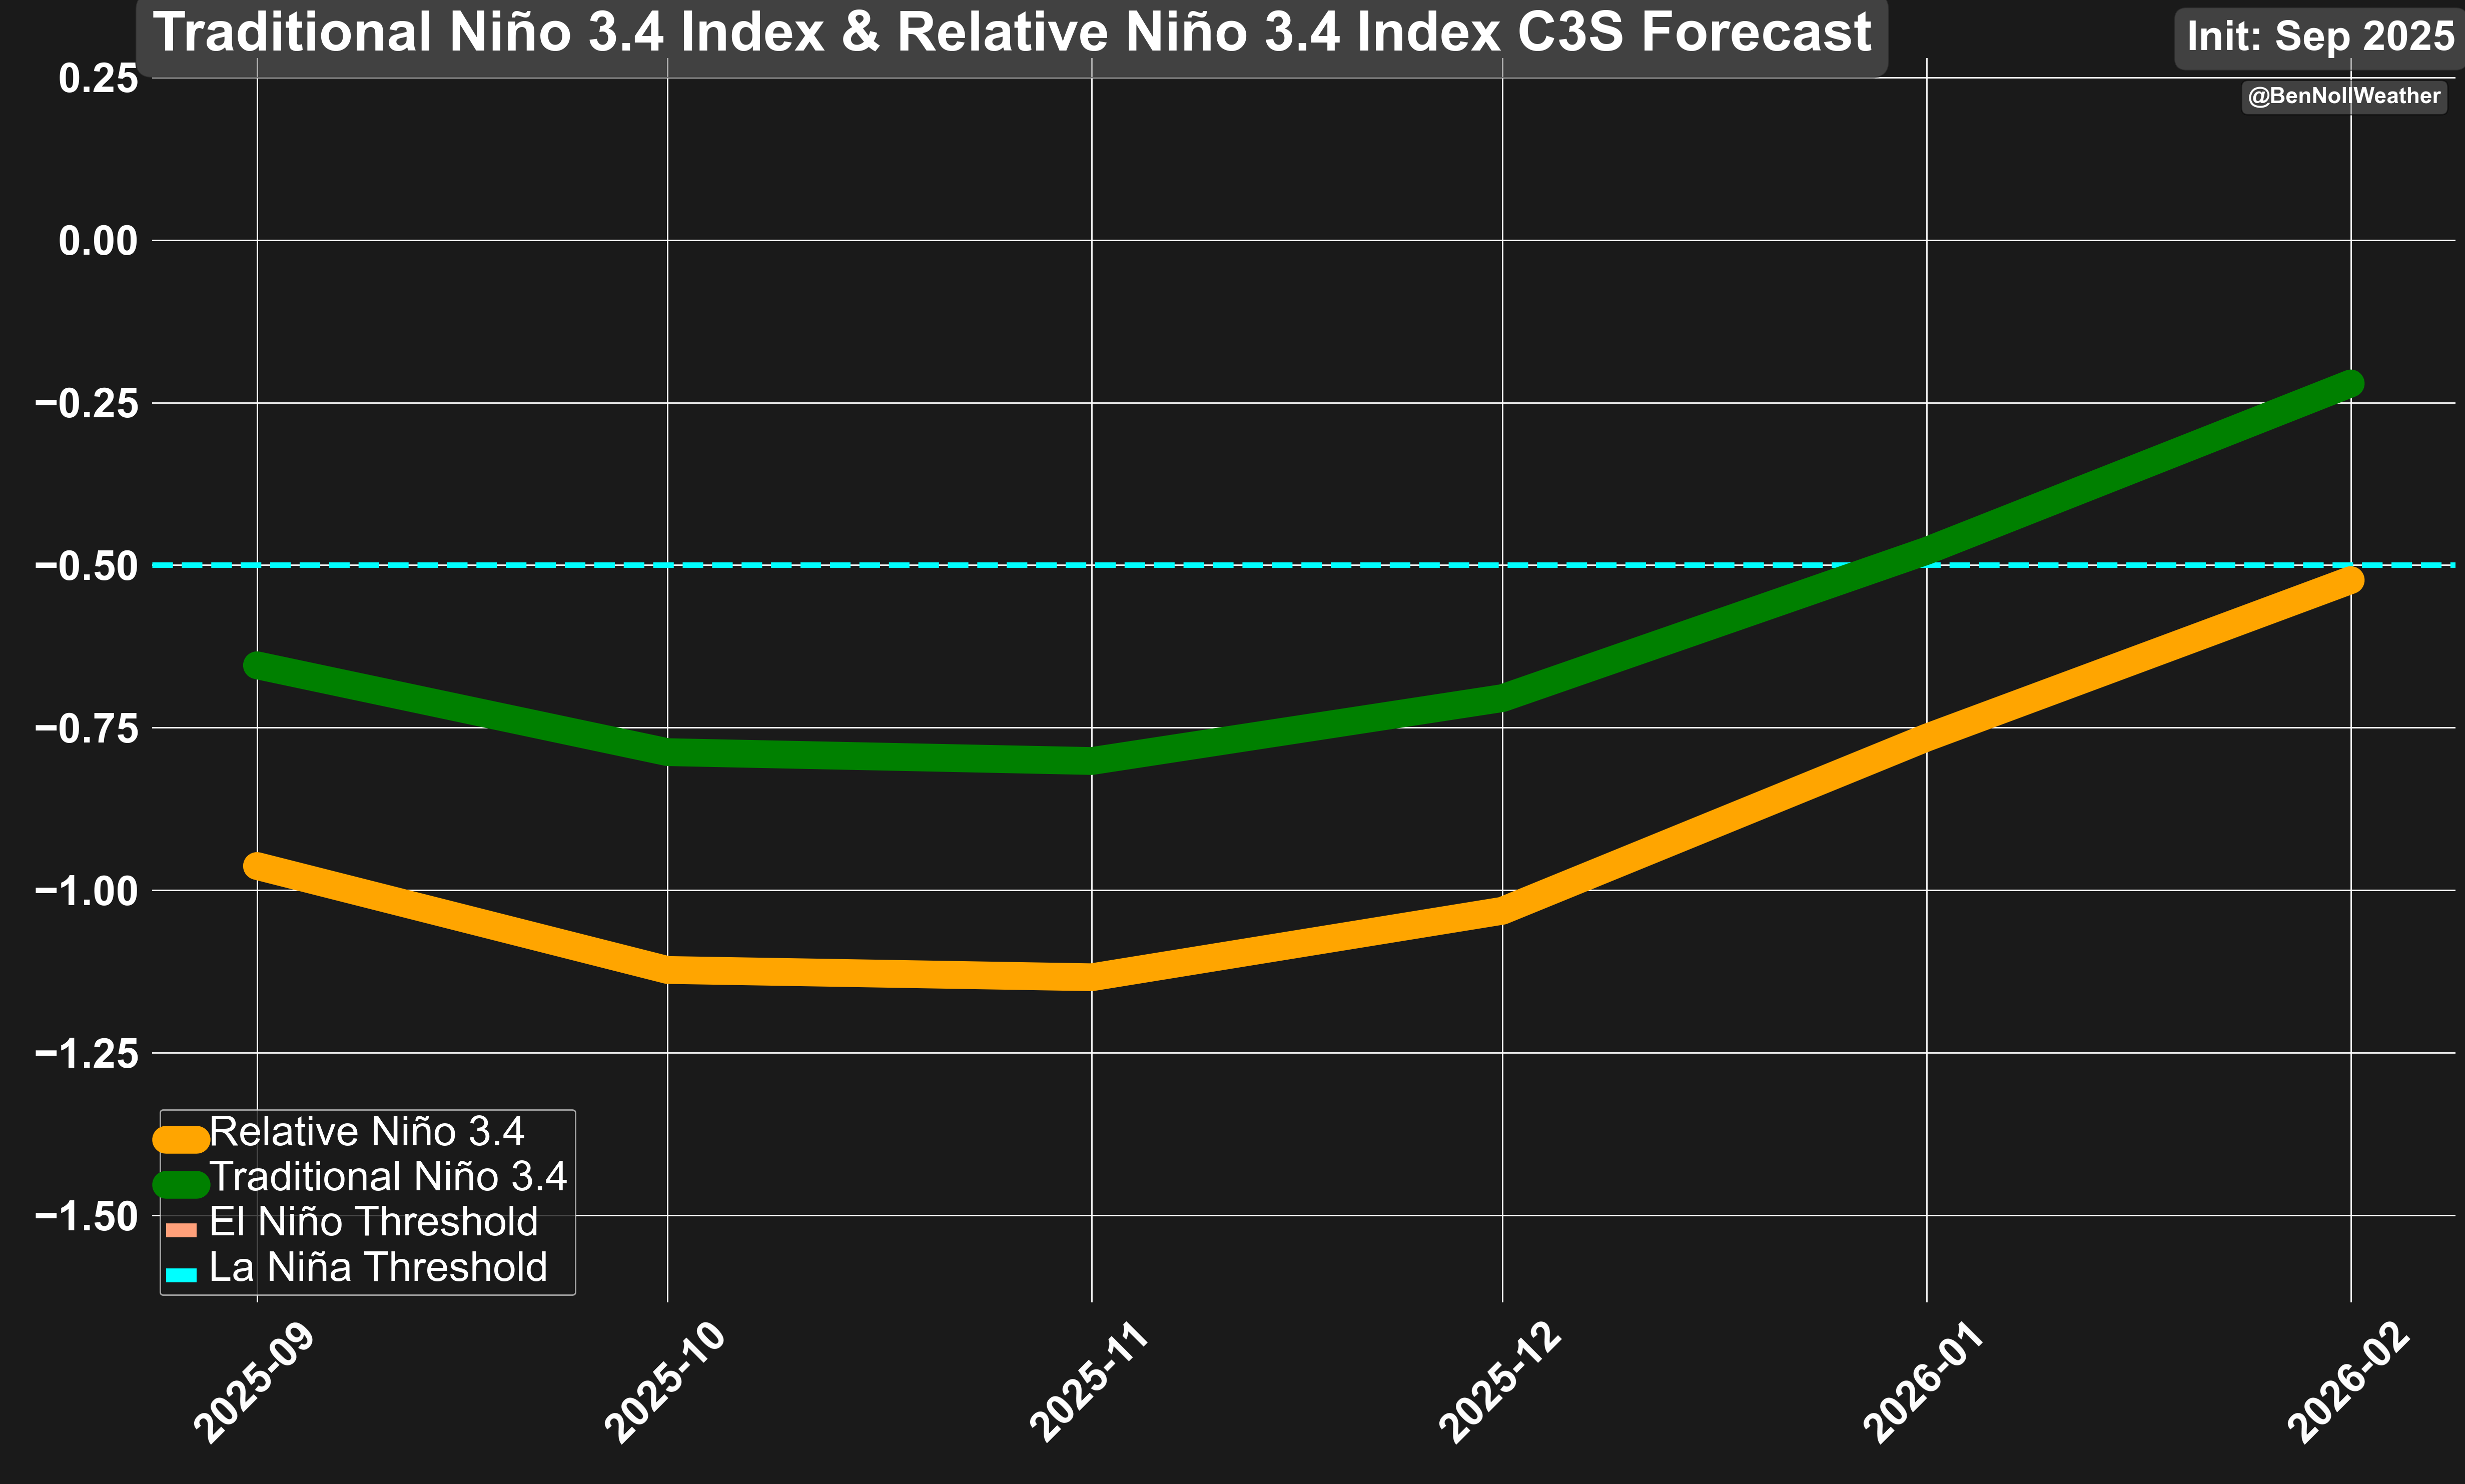 Traditional Niño 3.4 Index & Relative Niño 3.4 Index C3S Forecast
Init: Sep 2025
@BenNollWeather
0.25
0.00
−0.25
−0.50
−0.75
−1.00
−1.25
−1.50
Relative Niño 3.4
Traditional Niño 3.4
El Niño Threshold
La Niña Threshold
2025-09
2025-10
2025-11
2025-12
2026-01
2026-02